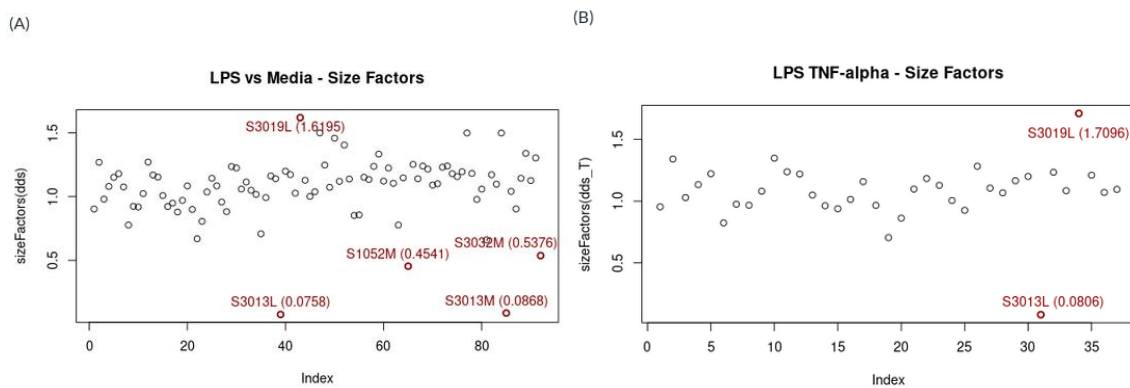 (A)
LPS vs Media - Size Factors
sizeFactors(dds)
1.5
1.0
0.5
S3019L (1.6195)
S1052M (0.4541)
S3032M (0.5376)
S3013L (0.0758)
S3013M (0.0868)
0
20
40
60
80
Index
(B)
LPS TNF-alpha - Size Factors
sizeFactors(dds_T)
1.5
1.0
0.5
S3019L (1.7096)
S3013L (0.0806)
0
5
10
15
20
25
30
35
Index